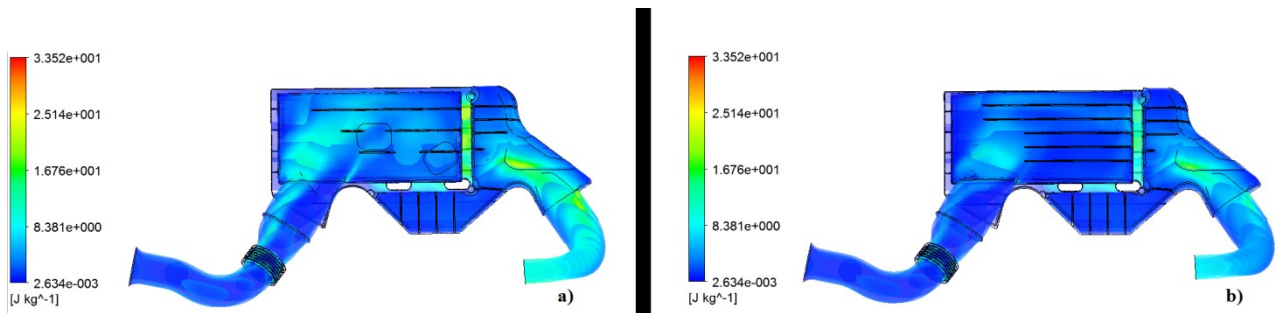 3.352e+001
2.514e+001
1.676e+001
8.381e+000
2.634e-003
[J kg^-1]
a)
3.352e+001
2.514e+001
1.676e+001
8.381e+000
2.634e-003
[J kg^-1]
b)